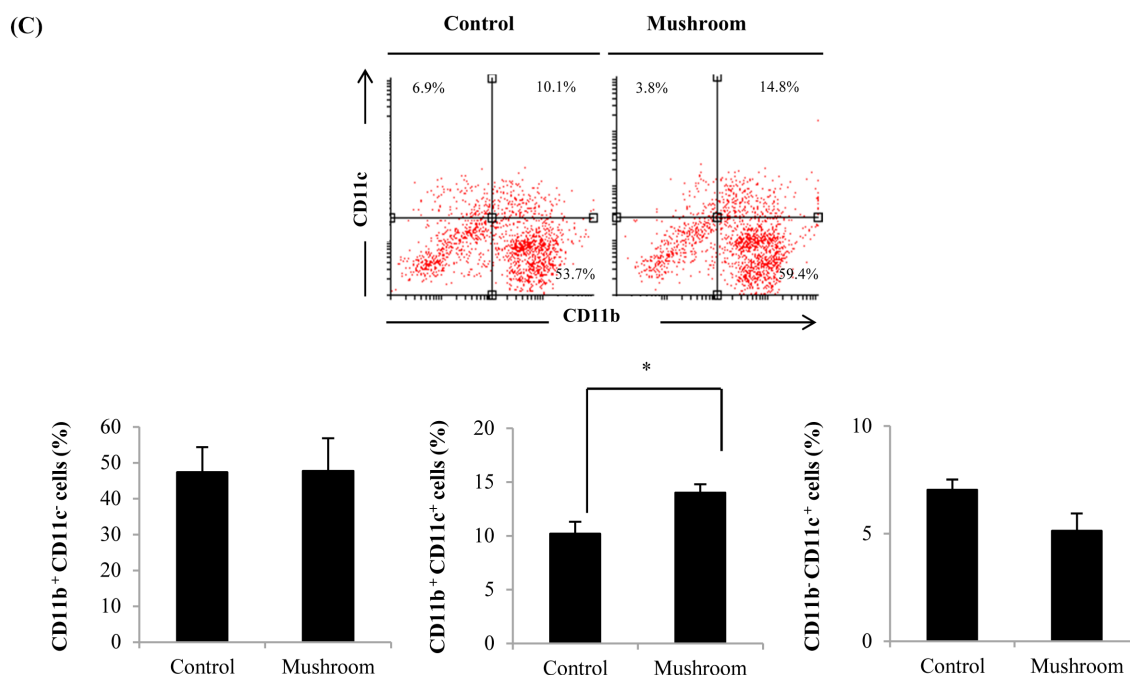 (C)
Control Mushroom
6.9% 10.1% 3.8% 14.8%
CD11c
53.7% 59.4%
CD11b
*
CD11b⁺ CD11c⁻ cells (%)
60
50
40
30
20
10
0
Control Mushroom
CD11b⁺ CD11c⁺ cells (%)
20
15
10
5
0
Control Mushroom
CD11b⁻ CD11c⁺ cells (%)
10
5
0
Control Mushroom